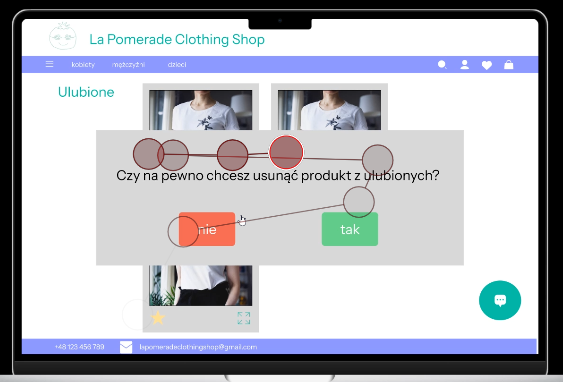 La Pomerade Clothing Shop
kobiety mężczyźni dzieci
Ulubione
Czy na pewno chcesz usunąć produkt z ulubionych?
nie tak
+48 123 456 789 lapomeradeclothingshop@gmail.com